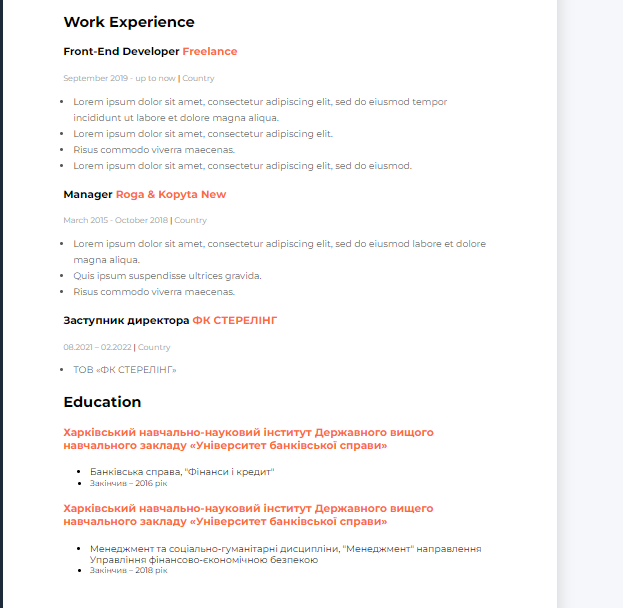 Work Experience
Front-End Developer Freelance
September 2019 - up to now | Country
Lorem ipsum dolor sit amet, consectetur adipiscing elit, sed do eiusmod tempor
incididunt ut labore et dolore magna aliqua.
Lorem ipsum dolor sit amet, consectetur adipiscing elit.
Risus commodo viverra maecenas.
Lorem ipsum dolor sit amet, consectetur adipiscing elit, sed do eiusmod.
Manager Roga & Kopyta New
March 2015 - October 2018 | Country
Lorem ipsum dolor sit amet, consectetur adipiscing elit, sed do eiusmod labore et dolore
magna aliqua.
Quis ipsum suspendisse ultrices gravida.
Risus commodo viverra maecenas.
Заступник директора ФК СТЕРЕЛІНГ
08.2021 – 02.2022 | Country
ТОВ «ФК СТЕРЕЛІНГ»
Education
Харківський навчально-науковий інститут Державного вищого
навчального закладу «Університет банківської справи»
Банківська справа, "Фінанси і кредит"
Закінчив – 2016 рік
Харківський навчально-науковий інститут Державного вищего
навчального закладу «Університет банківської справи»
Менеджмент та соціально-гуманітарні дисципліни, "Менеджмент" направлення
Управління фінансово-економічною безпекою
Закінчив – 2018 рік